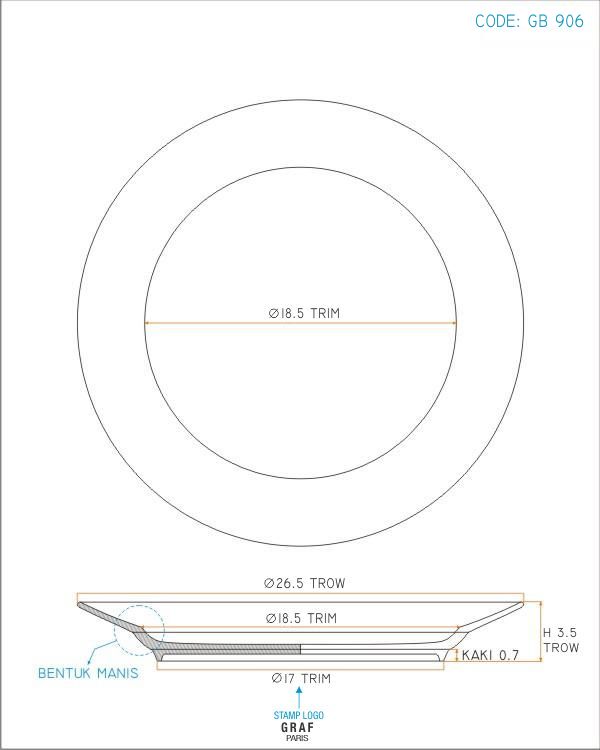 CODE: GB 906
Ø18.5 TRIM
Ø26.5 TROW
Ø18.5 TRIM
H 3.5
TROW
KAKI 0.7
BENTUK MANIS
Ø17 TRIM
STAMP LOGO
GRAF
PARIS